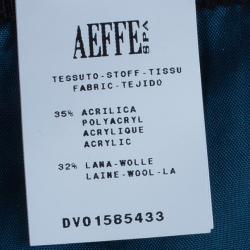 AEFFE SPA
TESSUTO-STOFF-TISSU
FABRIC-TEJIDO
35% ACRILICA
POLYACRYL
ACRYLIQUE
ACRYLIC
32% LANA-WOLLE
LAINE-WOOL-LA
DV01585433